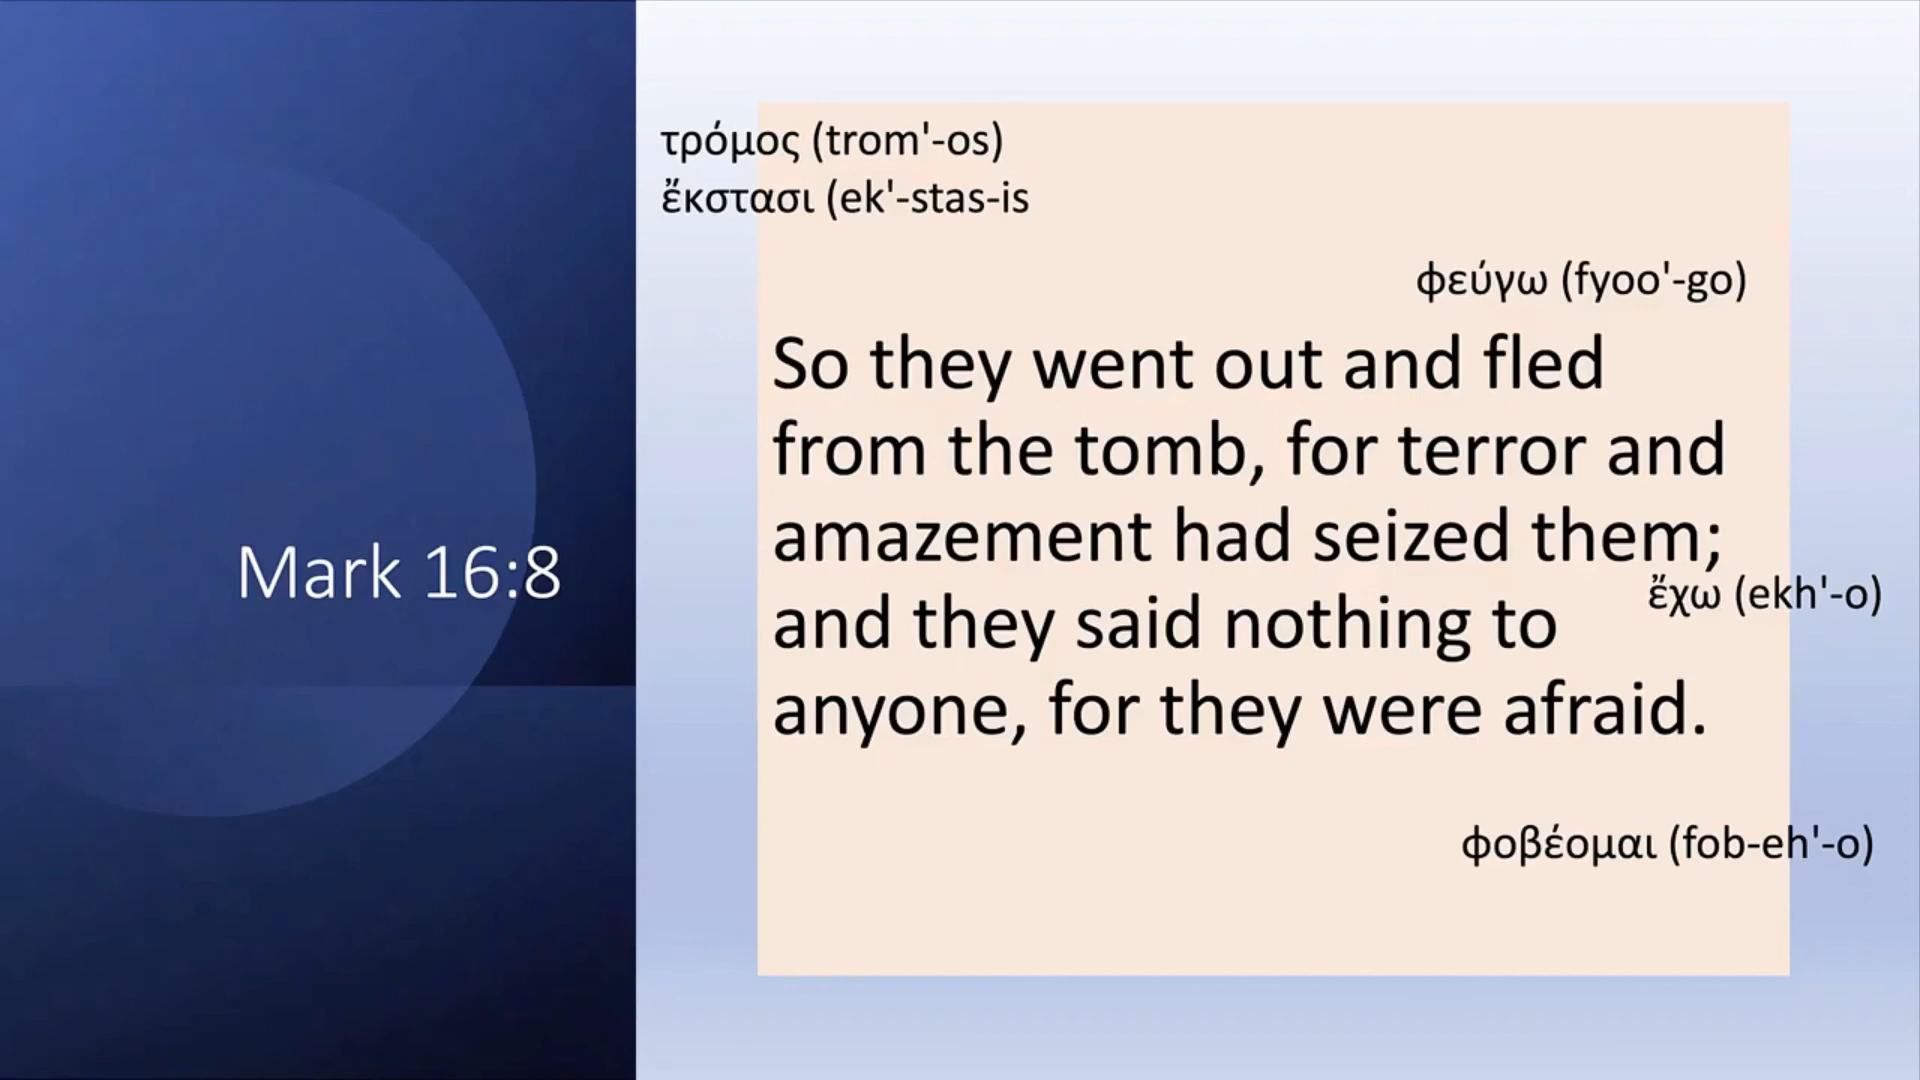 Mark 16:8
τρόμος (trom'-os)
ἔκστασι (ek'-stas-is
φεύγω (fyoo'-go)
So they went out and fled
from the tomb, for terror and
amazement had seized them;
ἔχω (ekh'-o)
and they said nothing to
anyone, for they were afraid.
φοβέομαι (fob-eh'-o)